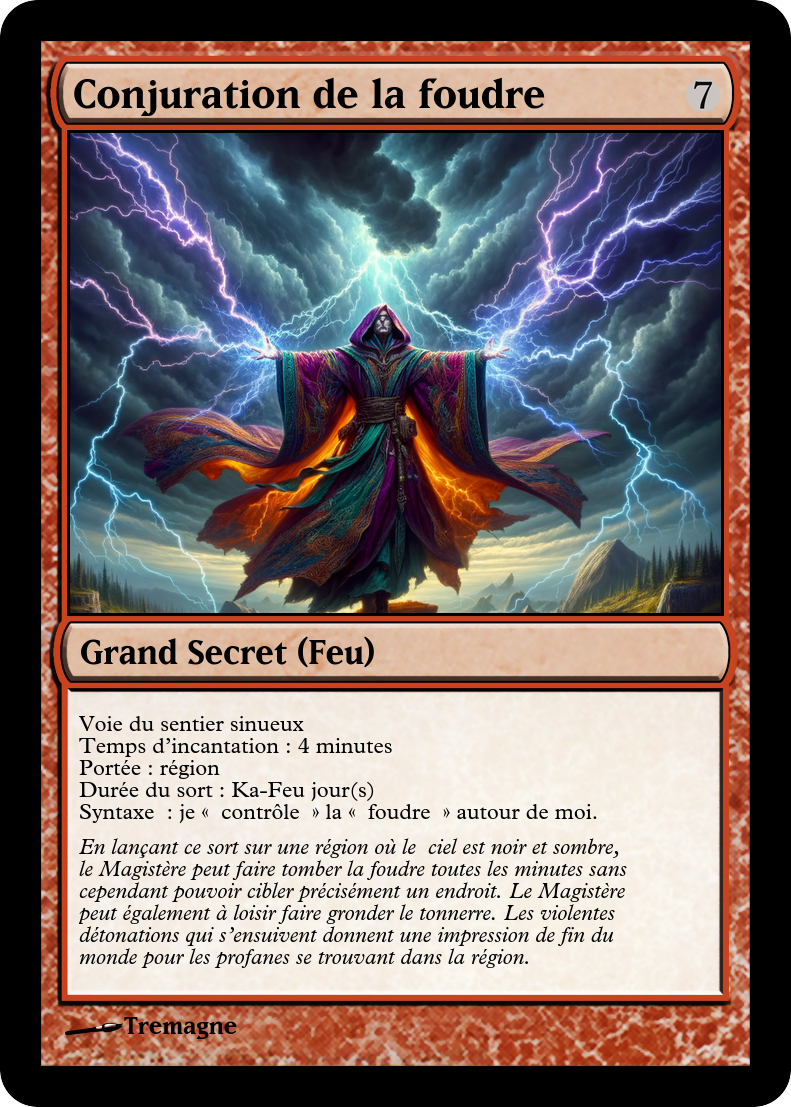 Conjuration de la foudre 7
Grand Secret (Feu)
Voie du sentier sinueux
Temps d'incantation : 4 minutes
Portée : région
Durée du sort : Ka-Feu jour(s)
Syntaxe : je « contrôle » la « foudre » autour de moi.
En lançant ce sort sur une région où le ciel est noir et sombre,
le Magistère peut faire tomber la foudre toutes les minutes sans
cependant pouvoir cibler précisément un endroit. Le Magistère
peut également à loisir faire gronder le tonnerre. Les violentes
détonations qui s'ensuivent donnent une impression de fin du
monde pour les profanes se trouvant dans la région.
Tremagne